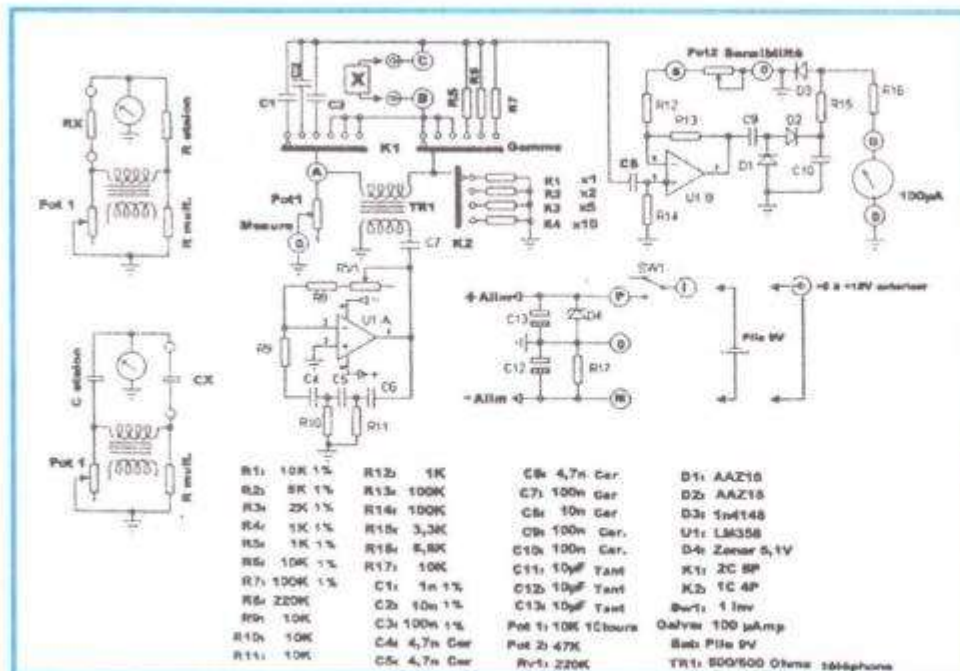 Pot2 Sensibilité
C2
C1
C3
X
C
B
R5
R6
R7
K1
Gamme
RX
R etalon
Pot 1
R mult.
A
Pot1
Mesure
TR1
C7
K2
R1 x1
R2 x2
R3 x5
R4 x10
R12
R13
C8
R14
U1 B
C9
D1
D2
D3
C10
R15
R16
100µA
R8
RV1
U1 A
R9
C4
C5
C6
R10
R11
+Alim
-Alim
C13
C12
D4
R17
SW1
P
Pile 9V
C etalon
CX
Pot 1
R mult.
R1: 10K 1%
R2: 5K 1%
R3: 2K 1%
R4: 1K 1%
R5: 1K 1%
R6: 10K 1%
R7: 100K 1%
R8: 220K
R9: 10K
R10: 10K
R11: 10K
R12: 1K
R13: 100K
R14: 100K
R15: 3,3K
R16: 6,8K
R17: 10K
C1: 1n 1%
C2: 10n 1%
C3: 100n 1%
C4: 4,7n Cer
C5: 4,7n Cer
C6: 4,7n Cer.
C7: 100n Cer
C8: 10n Cer
C9: 100n Cer.
C10: 100n Cer.
C11: 10µF Tant
C12: 10µF Tant
C13: 10µF Tant
Pot 1: 10K 10tours
Pot 2: 47K
Rv1: 220K
D1: AAZ15
D2: AAZ15
D3: 1n4148
U1: LM358
D4: Zener 5,1V
K1: 2C 6P
K2: 1C 4P
Sw1: 1 Inv
Galva: 100 µAmp
Bat: Pile 9V
TR1: 600/600 Ohms téléphone